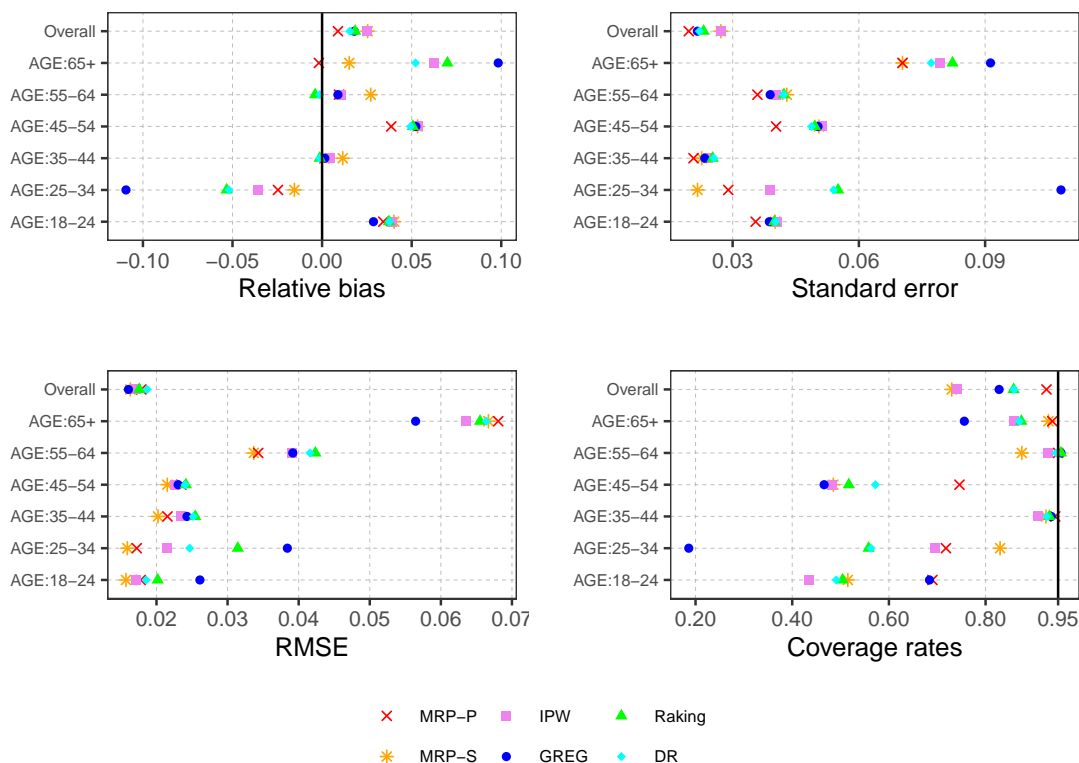 Overall
AGE:65+
AGE:55−64
AGE:45−54
AGE:35−44
AGE:25−34
AGE:18−24
−0.10 −0.05 0.00 0.05 0.10
Relative bias
Overall
AGE:65+
AGE:55−64
AGE:45−54
AGE:35−44
AGE:25−34
AGE:18−24
0.03 0.06 0.09
Standard error
Overall
AGE:65+
AGE:55−64
AGE:45−54
AGE:35−44
AGE:25−34
AGE:18−24
0.02 0.03 0.04 0.05 0.06 0.07
RMSE
Overall
AGE:65+
AGE:55−64
AGE:45−54
AGE:35−44
AGE:25−34
AGE:18−24
0.20 0.40 0.60 0.80 0.95
Coverage rates
MRP−P IPW Raking
MRP−S GREG DR